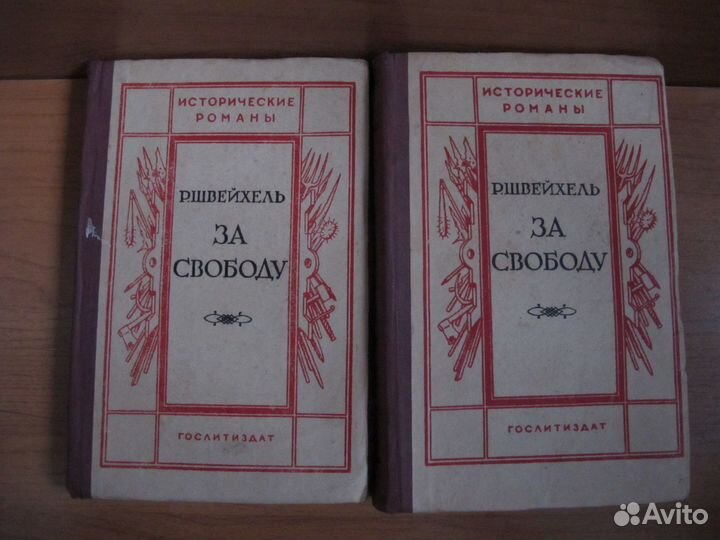 ИСТОРИЧЕСКИЕ
РОМАНЫ
Р.ШВЕЙХЕЛЬ
ЗА
СВОБОДУ
ГОСЛИТИЗДАТ
ИСТОРИЧЕСКИЕ
РОМАНЫ
Р.ШВЕЙХЕЛЬ
ЗА
СВОБОДУ
ГОСЛИТИЗДАТ
Avito